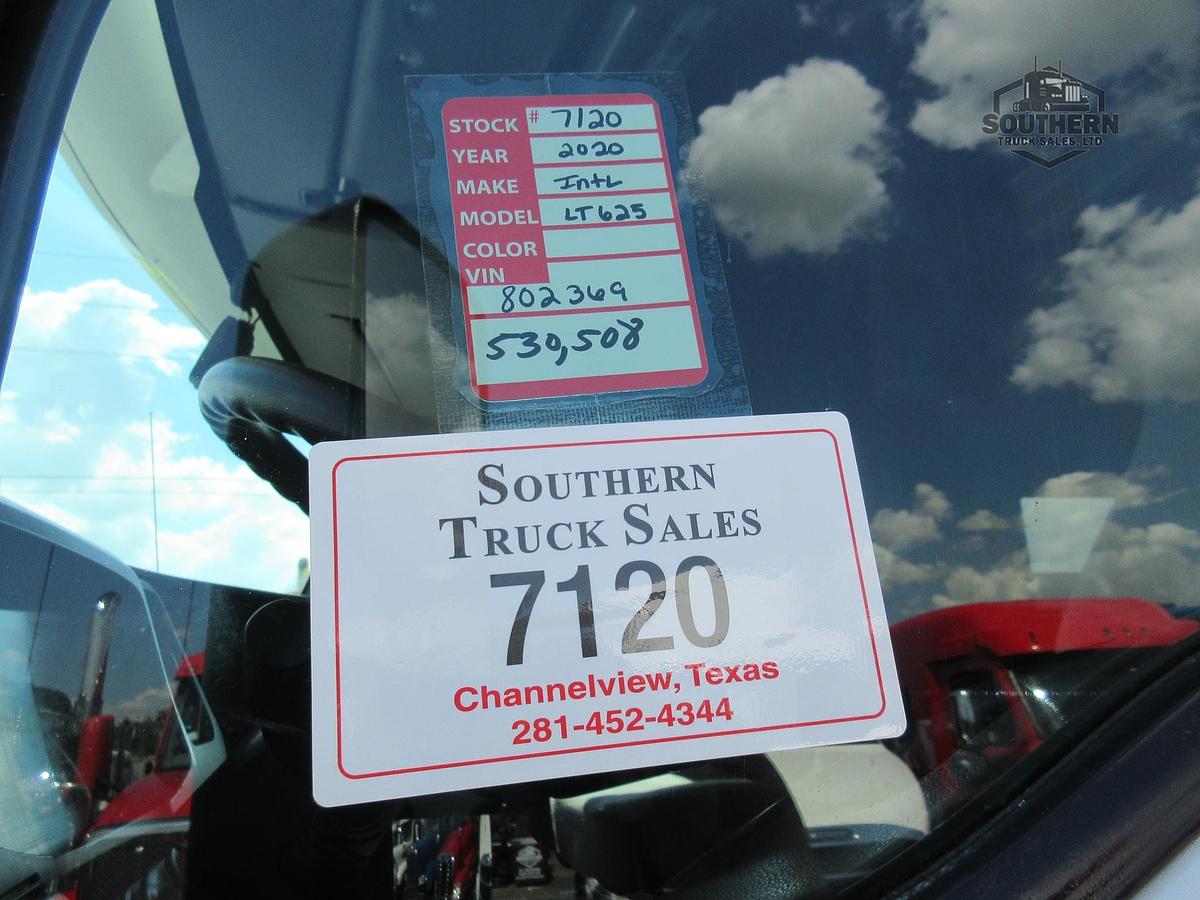 STOCK # 7120
YEAR 2020
MAKE Intl
MODEL LT625
COLOR
VIN
802369
530,508
SOUTHERN
TRUCK SALES
7120
Channelview, Texas
281-452-4344
SOUTHERN
TRUCK SALES, LTD